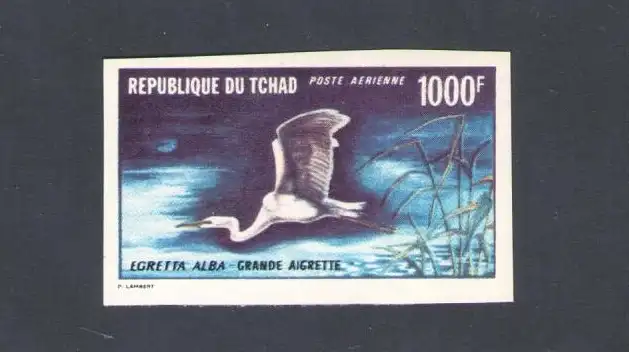 REPUBLIQUE DU TCHAD POSTE AERIENNE 1000F
EGRETTA ALBA - GRANDE AIGRETTE
P. LAMBERT